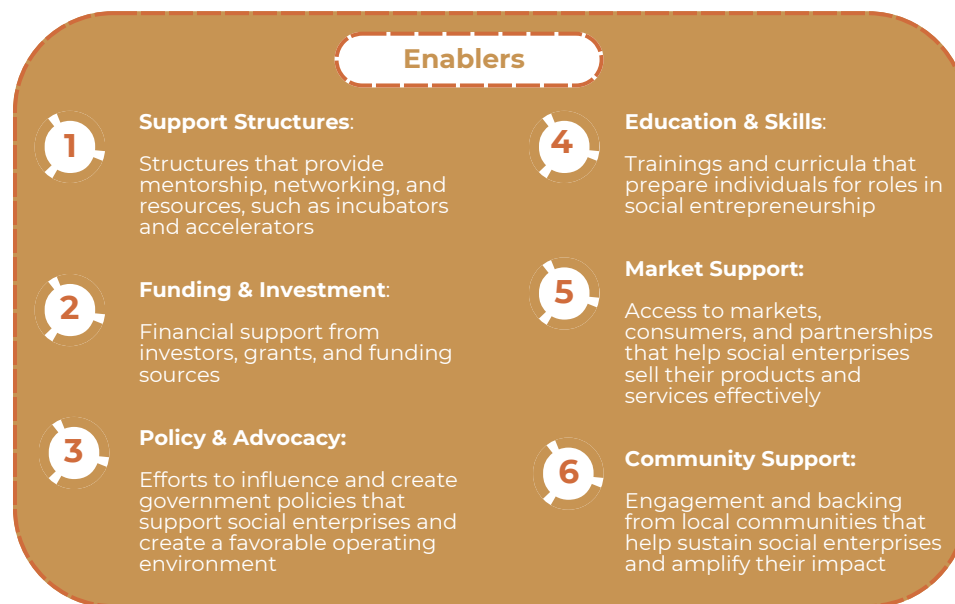 Enablers
1
Support Structures:
Structures that provide
mentorship, networking, and
resources, such as incubators
and accelerators
2
Funding & Investment:
Financial support from
investors, grants, and funding
sources
3
Policy & Advocacy:
Efforts to influence and create
government policies that
support social enterprises and
create a favorable operating
environment
4
Education & Skills:
Trainings and curricula that
prepare individuals for roles in
social entrepreneurship
5
Market Support:
Access to markets,
consumers, and partnerships
that help social enterprises
sell their products and
services effectively
6
Community Support:
Engagement and backing
from local communities that
help sustain social enterprises
and amplify their impact